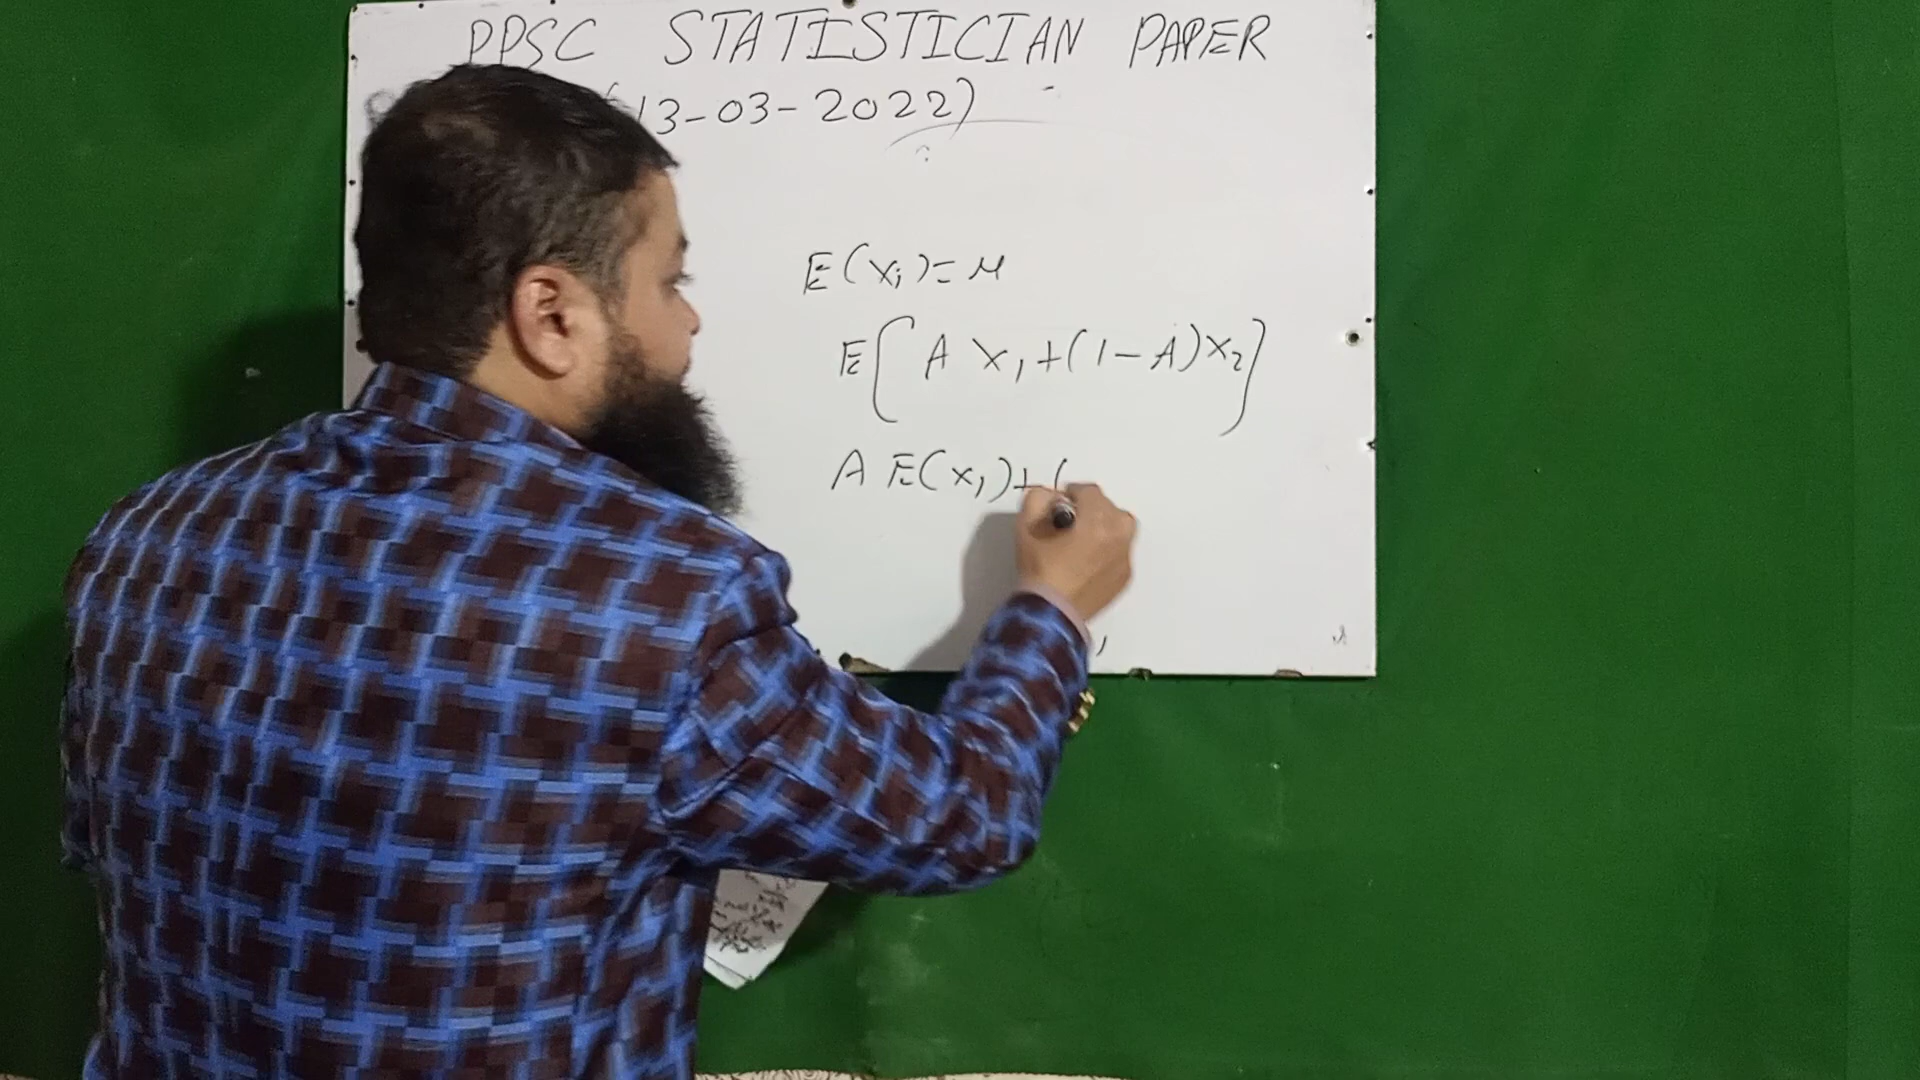 PPSC STATISTICIAN PAPER
(13-03-2022)
E(x_i)=μ
E[A x_1+(1-A)x_2]
A E(x_1)+(